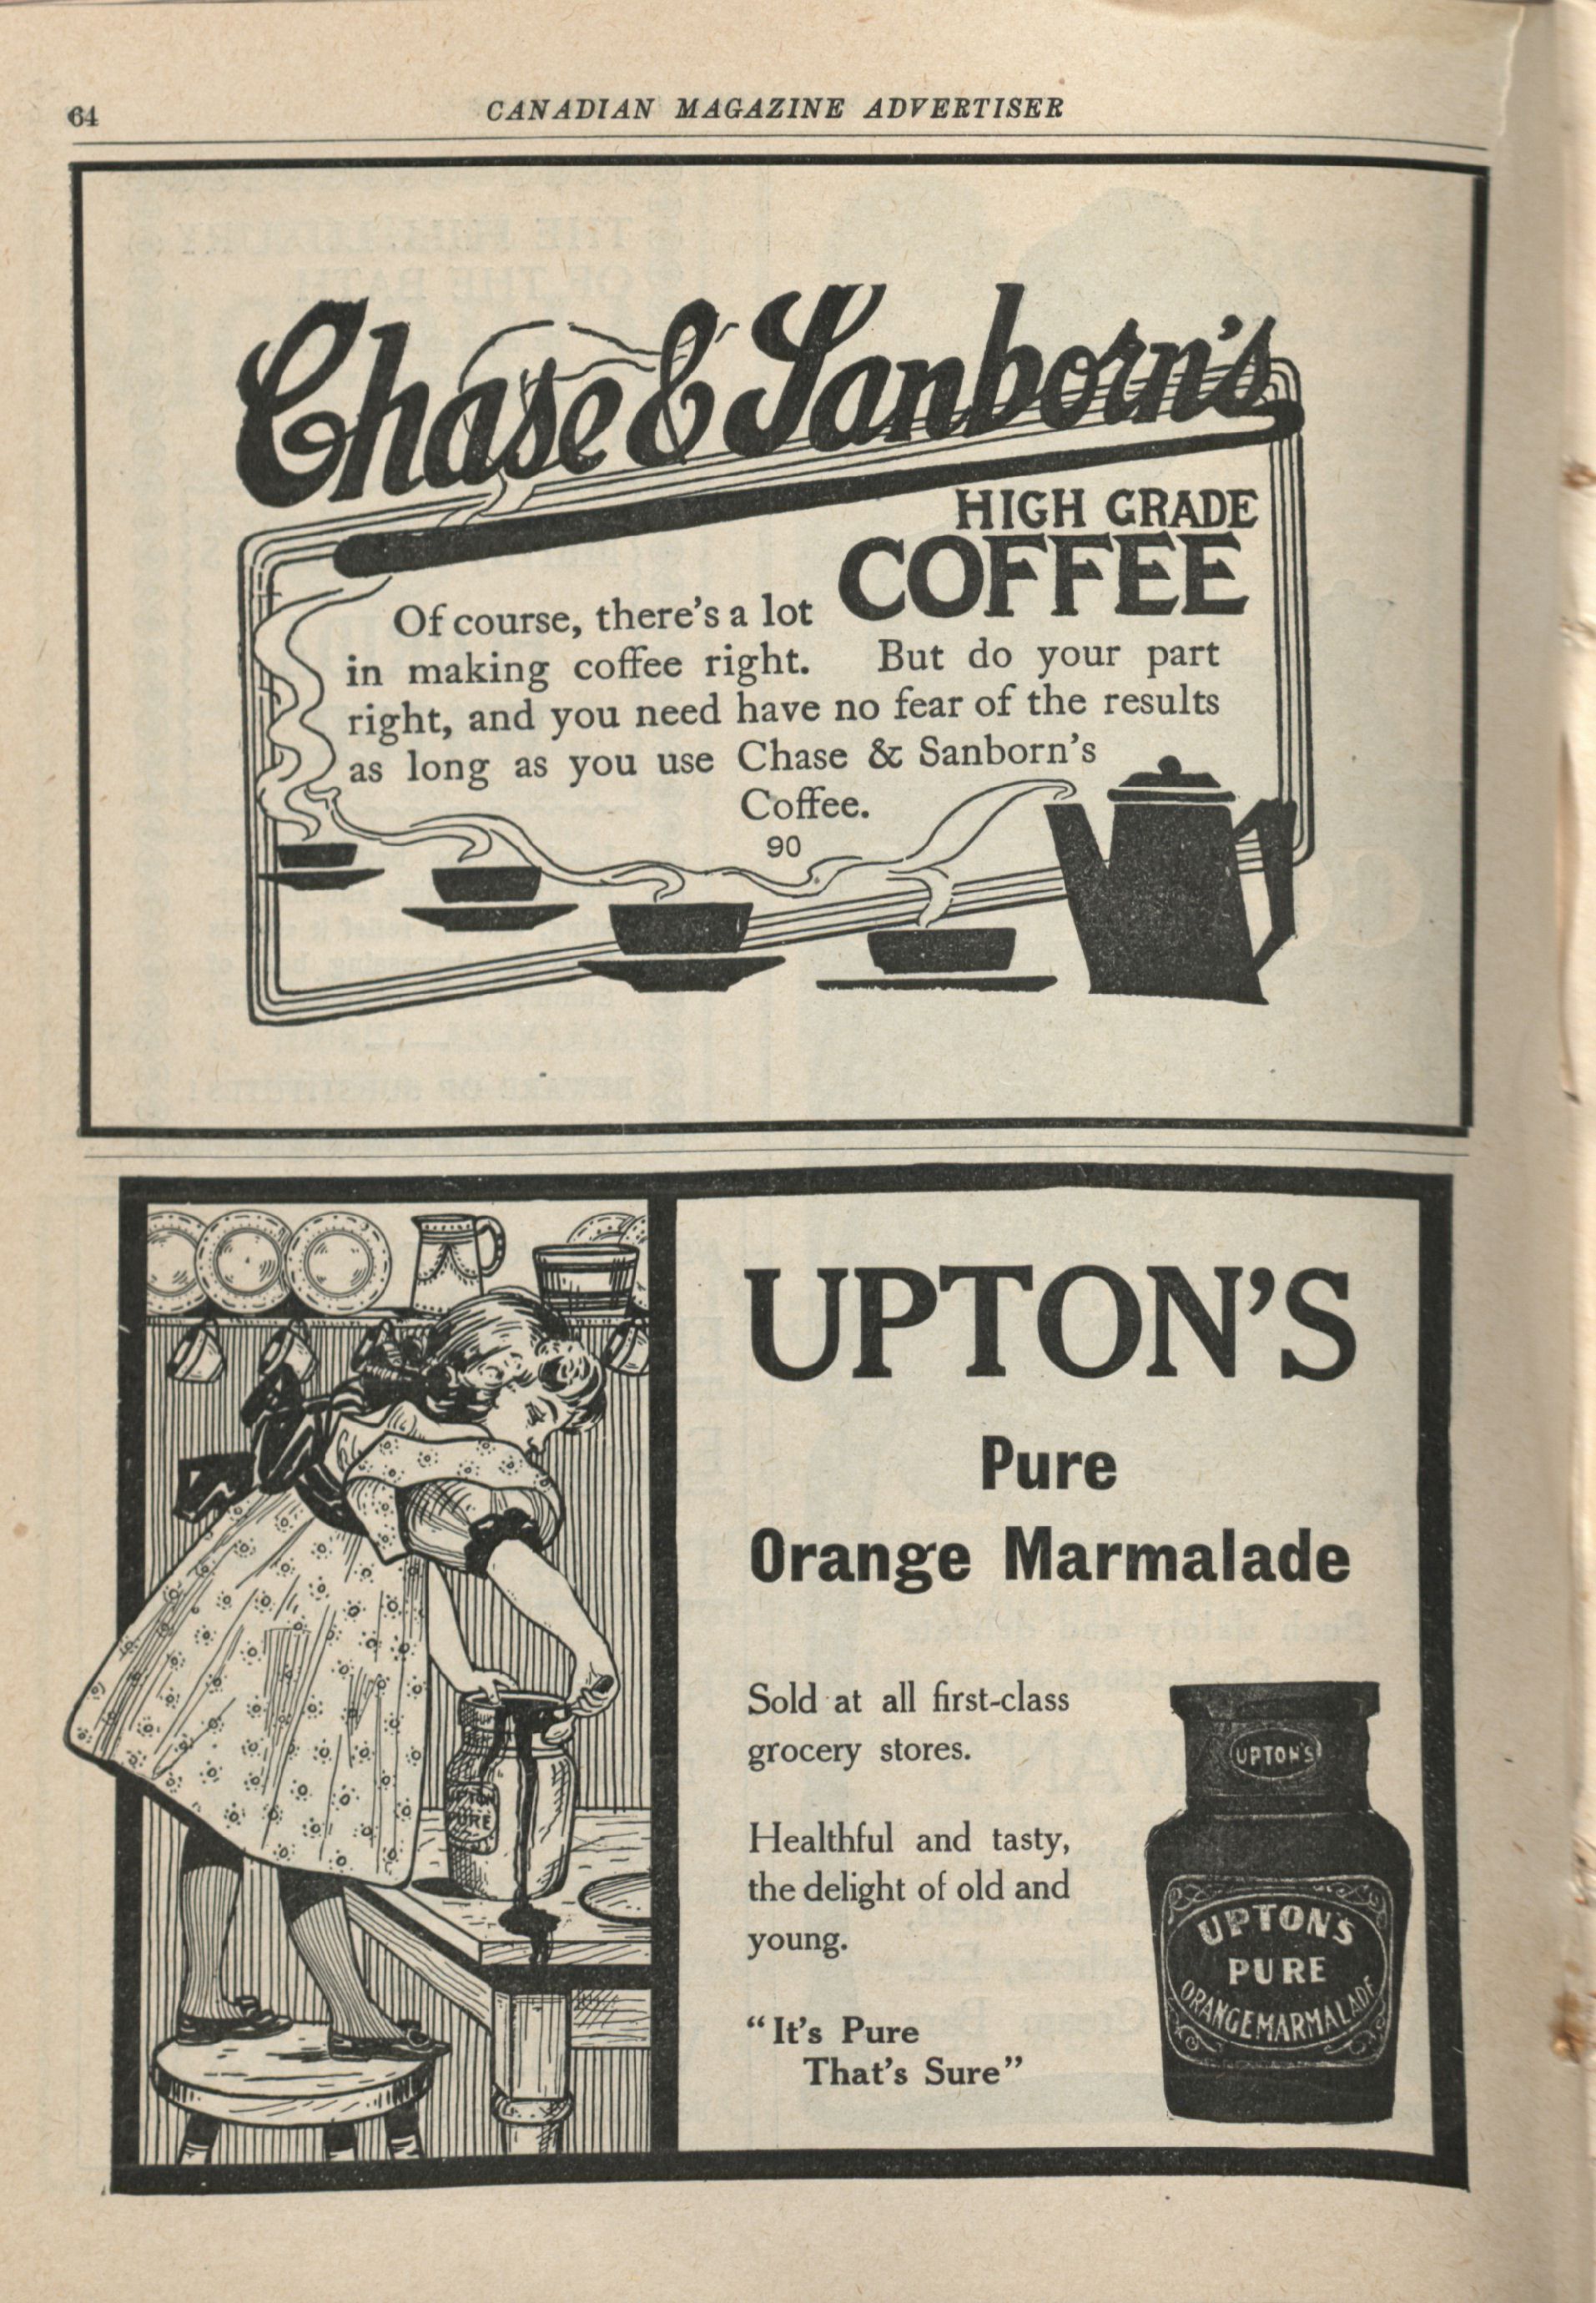 64
CANADIAN MAGAZINE ADVERTISER
Chase & Sanborn's
HIGH GRADE
COFFEE
Of course, there's a lot
in making coffee right. But do your part
right, and you need have no fear of the results
as long as you use Chase & Sanborn's
Coffee.
90
UPTON'S
Pure
Orange Marmalade
Sold at all first-class
grocery stores.
Healthful and tasty,
the delight of old and
young.
"It's Pure
That's Sure"
UPTON'S
UPTON'S
PURE
ORANGE MARMALADE
UPTON
PURE